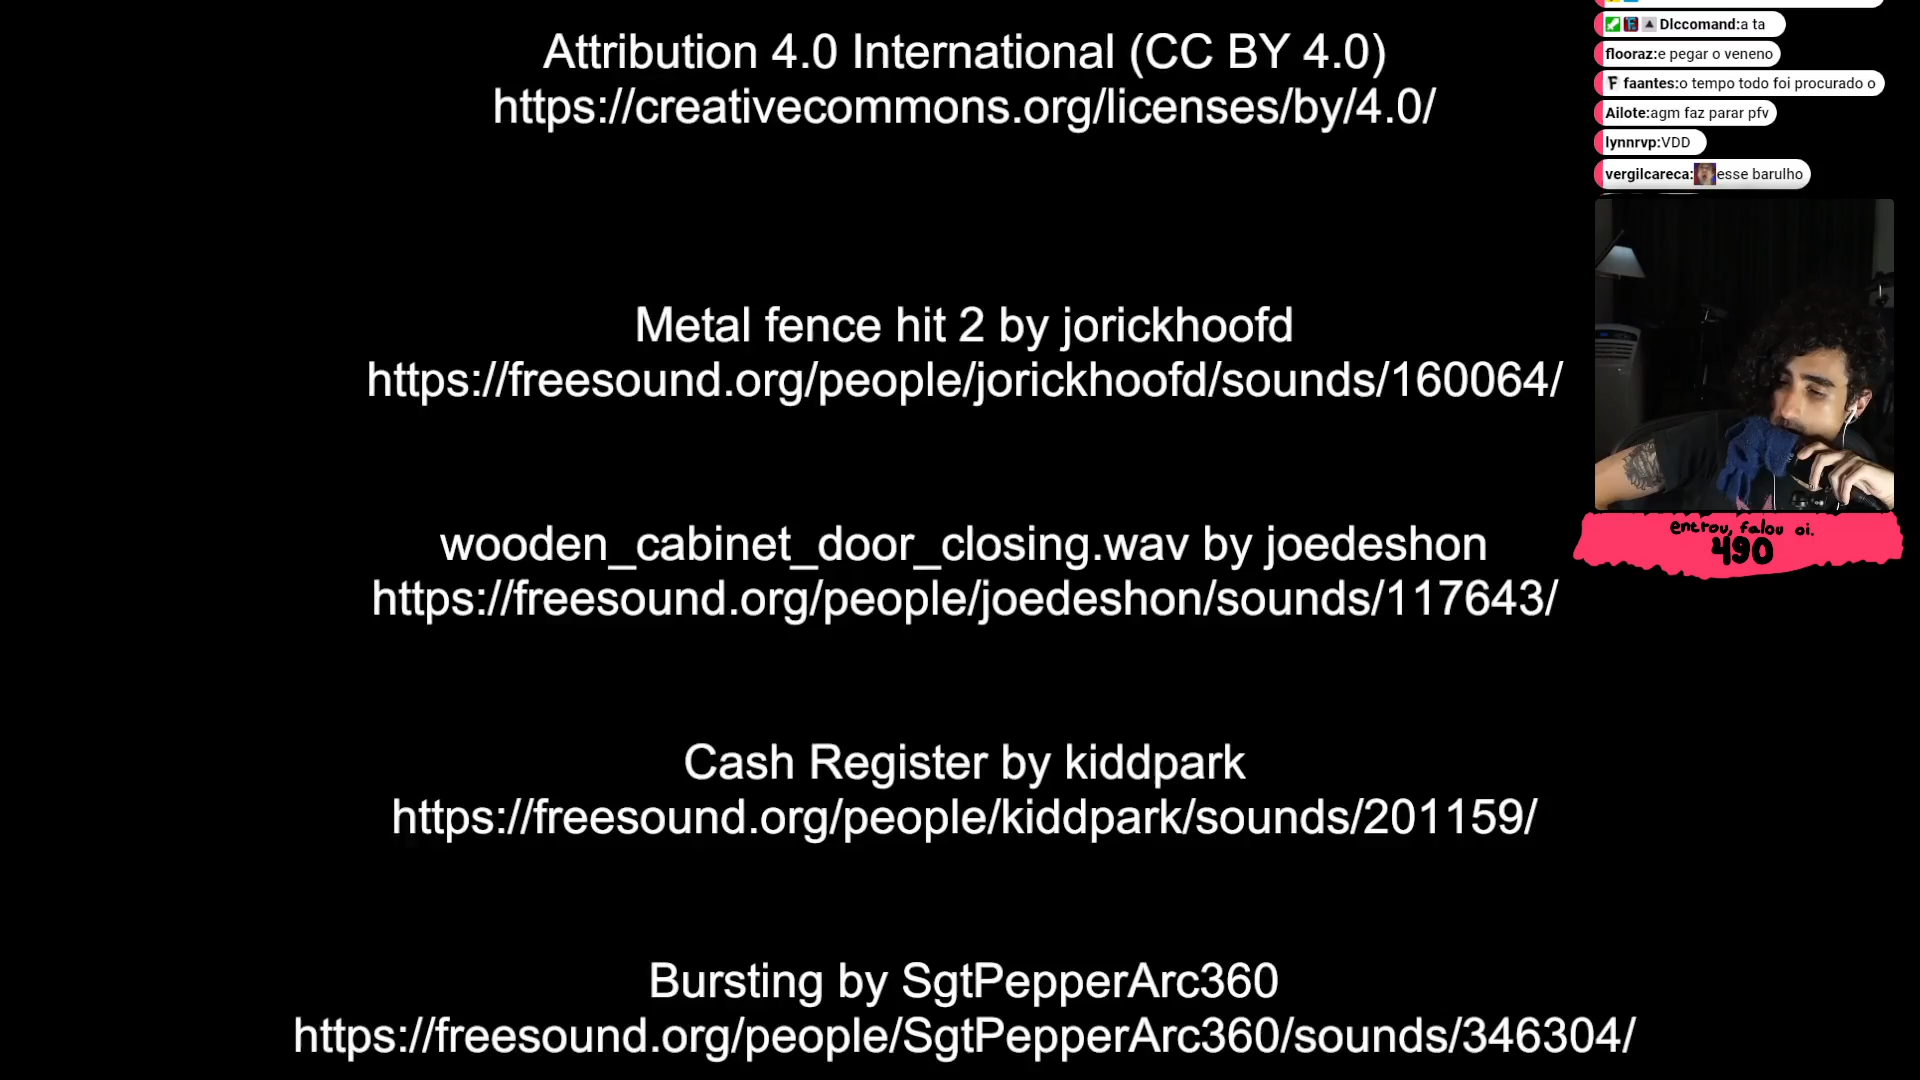 Attribution 4.0 International (CC BY 4.0)
https://creativecommons.org/licenses/by/4.0/
Metal fence hit 2 by jorickhoofd
https://freesound.org/people/jorickhoofd/sounds/160064/
wooden_cabinet_door_closing.wav by joedeshon
https://freesound.org/people/joedeshon/sounds/117643/
Cash Register by kiddpark
https://freesound.org/people/kiddpark/sounds/201159/
Bursting by SgtPepperArc360
https://freesound.org/people/SgtPepperArc360/sounds/346304/
Dlccomand:a ta
flooraz:e pegar o veneno
faantes:o tempo todo foi procurado o
Ailote:agm faz parar pfv
lynnrvp:VDD
vergilcareca:esse barulho
entrou, falou oi.
490